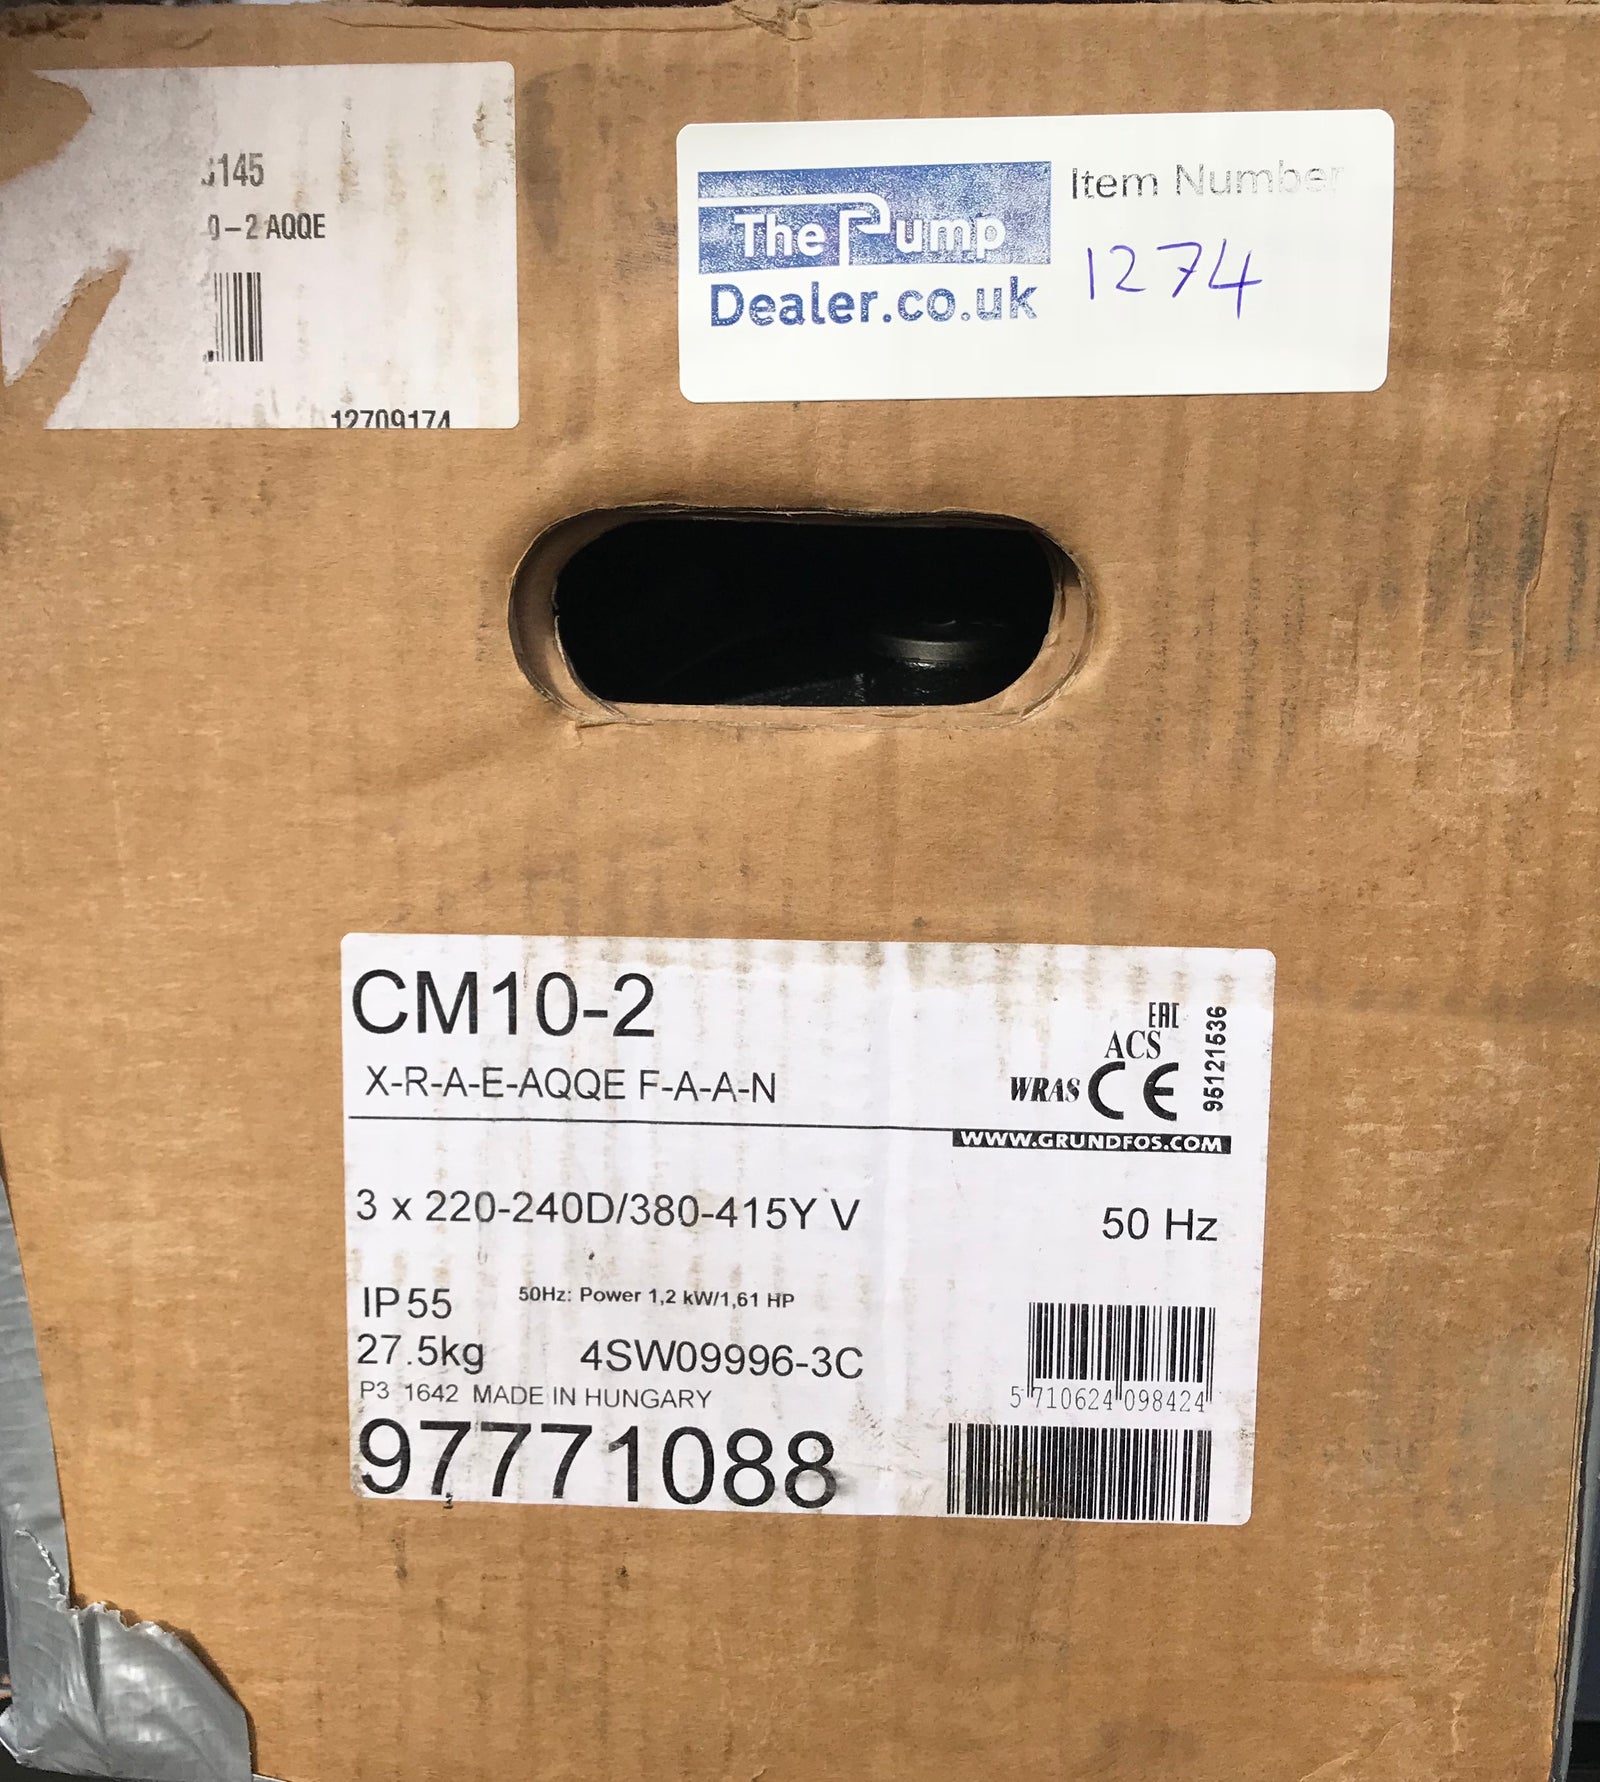 145
0-2 AQQE
12709174
The Pump
Dealer.co.uk
Item Number
1274
CM10-2
X-R-A-E-AQQE F-A-A-N
EAC
ACS
WRAS CE
95121536
WWW.GRUNDFOS.COM
3 x 220-240D/380-415Y V
50 Hz
IP55
50Hz: Power 1,2 kW/1,61 HP
27.5kg
4SW09996-3C
P3 1642 MADE IN HUNGARY
5 710624 098424
97771088